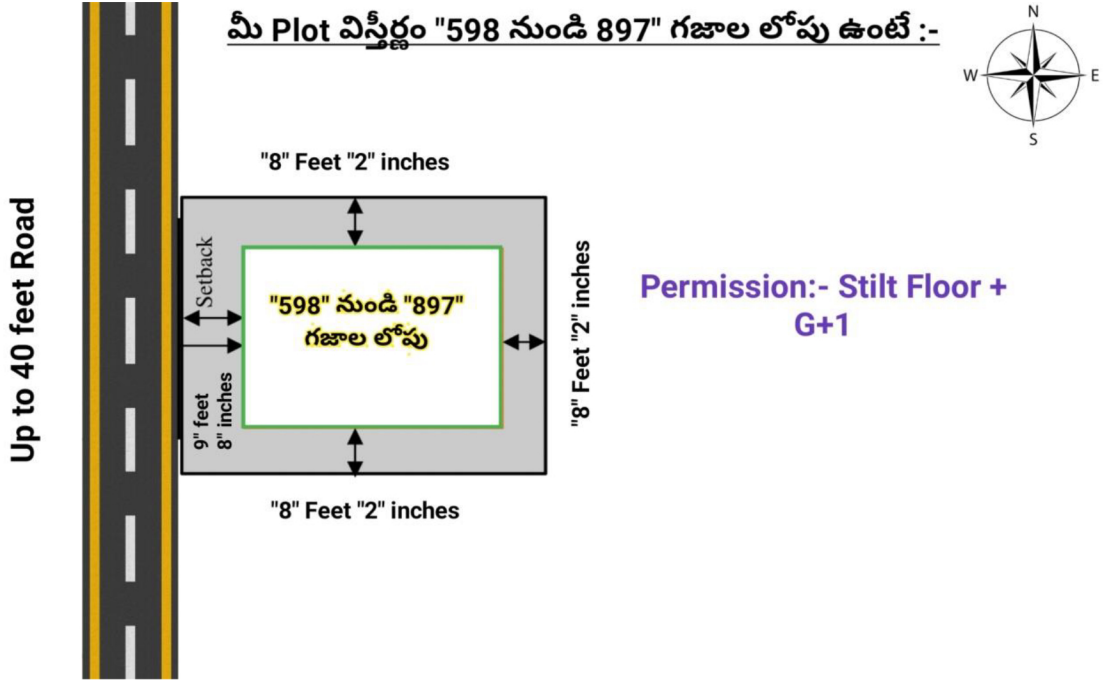 మీ Plot విస్తీర్ణం "598 నుండి 897" గజాల లోపు ఉంటే :-
N
W E
S
"8" Feet "2" inches
Up to 40 feet Road
Setback
"598" నుండి "897"
గజాల లోపు
9" feet
8" inches
"8" Feet "2" inches
Permission:- Stilt Floor +
G+1
"8" Feet "2" inches